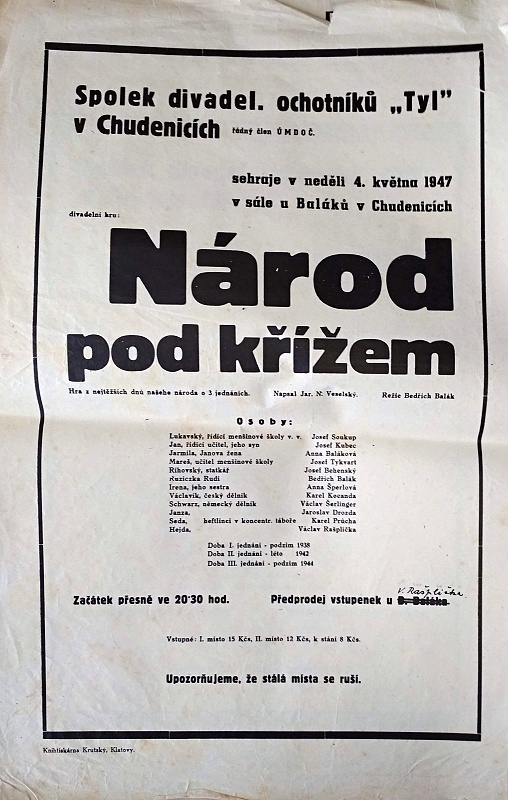 Spolek divadel. ochotníků „Tyl”
v Chudenicích řádný člen ÚMDOČ.
sehraje v neděli 4. května 1947
v sále u Baláků v Chudenicích
divadelní hru:
Národ
pod křížem
Hra z nejtěžších dnů našeho národa o 3 jednáních. Napsal Jar. N. Veselský. Režie Bedřich Balák
Osoby:
Lukavský, řídící menšinové školy v. v. Josef Soukup
Jan, řídící učitel, jeho syn Josef Kubec
Jarmila, Janova žena Anna Baláková
Mareš, učitel menšinové školy Josef Tykvart
Říhovský, statkář Josef Behenský
Ruziczka Rudi Bedřich Balák
Irena, jeho sestra Anna Šperlová
Václavík, český dělník Karel Kocanda
Schwarz, německý dělník Václav Šerlinger
Janza, Jaroslav Drozda
Seda, heftlinci v koncentr. táboře Karel Průcha
Hejda, Václav Rašplička
Doba I. jednání - podzim 1938
Doba II. jednání - léto 1942
Doba III. jednání - podzim 1944
V. Rašplička
Začátek přesně ve 20·30 hod. Předprodej vstupenek u B. Baláka.
Vstupné: I. místo 15 Kčs, II. místo 12 Kčs, k stání 8 Kčs.
Upozorňujeme, že stálá místa se ruší.
Knihtiskárna Krutský, Klatovy.